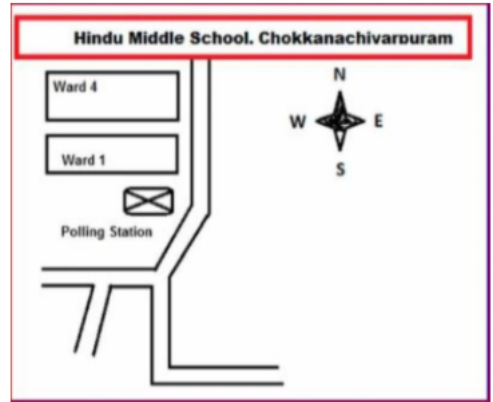 Hindu Middle School, Chokkanachivarpuram
Ward 4
N
W E
S
Ward 1
Polling Station